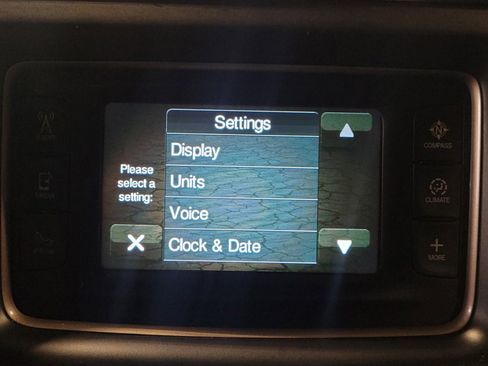 Settings
Display
Please
select a
setting:
Units
Voice
Clock & Date
N
COMPASS
CLIMATE
MORE